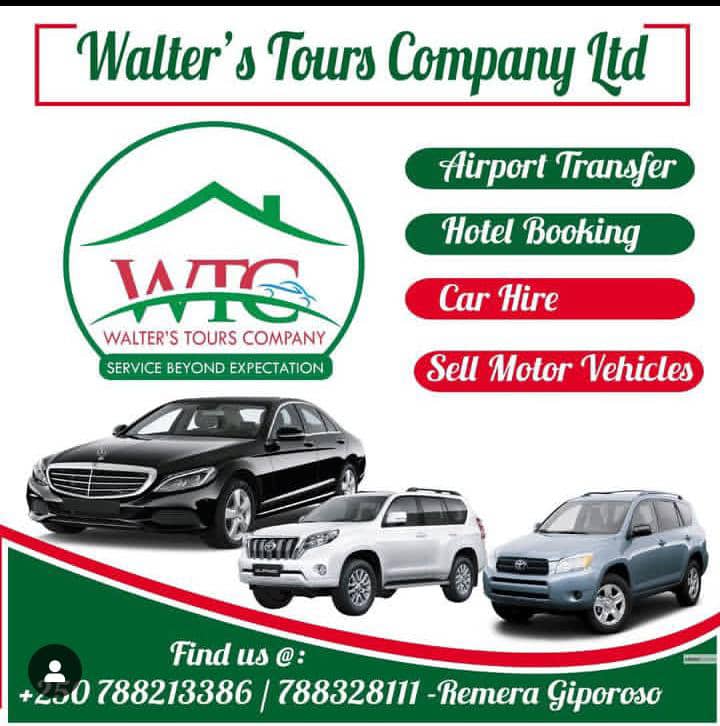 Walter's Tours Company Ltd
Airport Transfer
Hotel Booking
Car Hire
Sell Motor Vehicles
WTC
WALTER'S TOURS COMPANY
SERVICE BEYOND EXPECTATION
Find us @:
+250 788213386 / 788328111 -Remera Giporoso